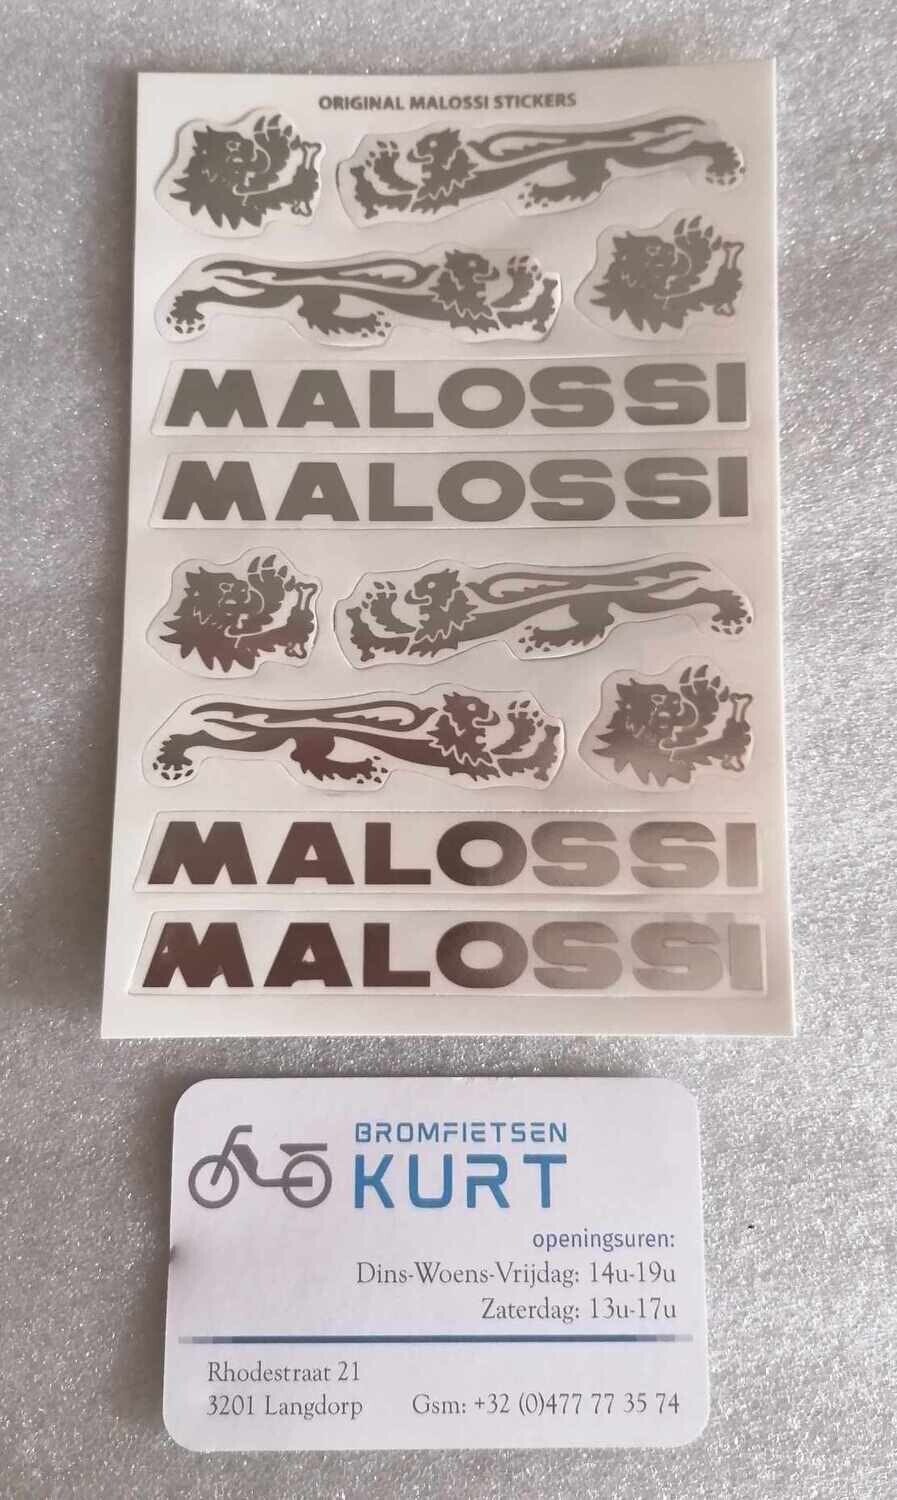 ORIGINAL MALOSSI STICKERS
MALOSSI
MALOSSI
MALOSSI
MALOSSI
BROMFIETSEN
KURT
openingsuren:
Dins-Woens-Vrijdag: 14u-19u
Zaterdag: 13u-17u
Rhodestraat 21
3201 Langdorp Gsm: +32 (0)477 77 35 74